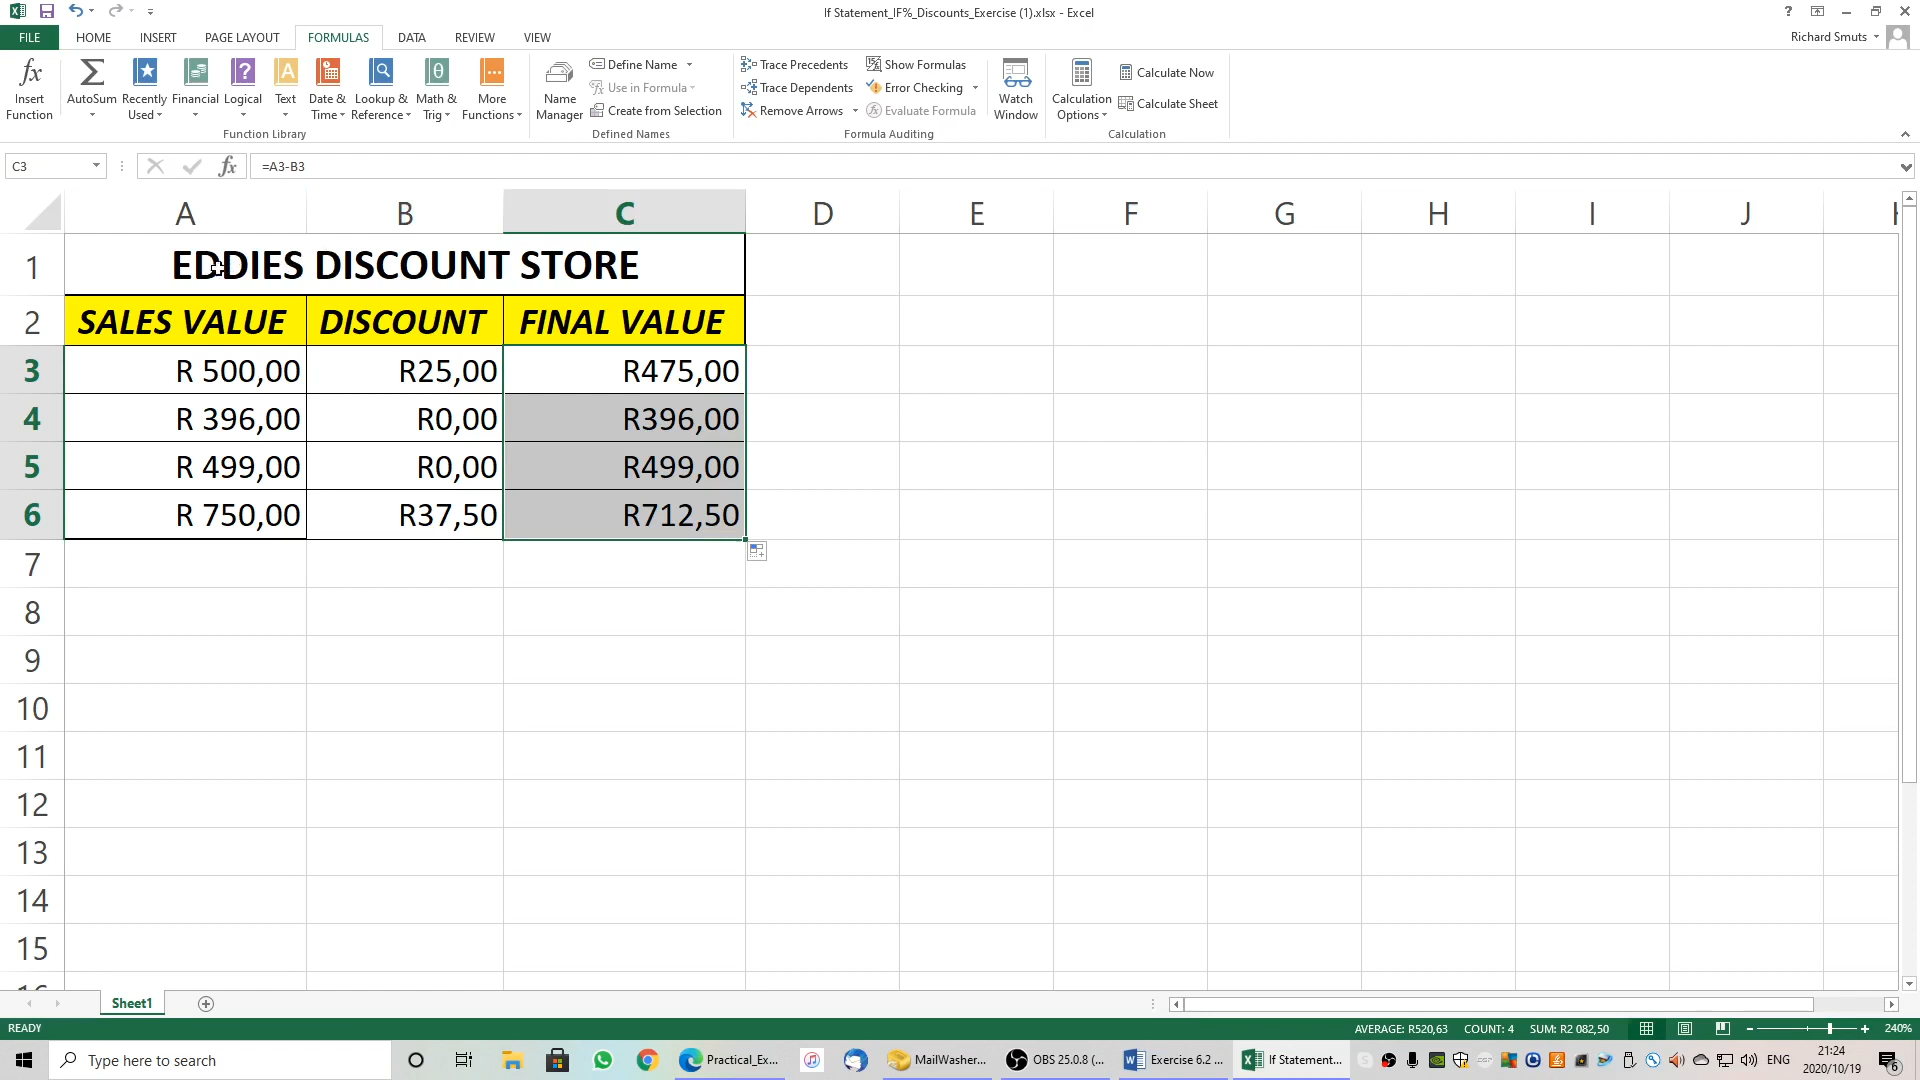 If Statement_IF%_Discounts_Exercise (1).xlsx - Excel
FILE HOME INSERT PAGE LAYOUT FORMULAS DATA REVIEW VIEW Richard Smuts
Insert Function
AutoSum
Recently Used
Financial
Logical
Text
Date & Time
Lookup & Reference
Math & Trig
More Functions
Function Library
Name Manager
Define Name
Use in Formula
Create from Selection
Defined Names
Trace Precedents
Trace Dependents
Remove Arrows
Show Formulas
Error Checking
Evaluate Formula
Formula Auditing
Watch Window
Calculation Options
Calculate Now
Calculate Sheet
Calculation
C3 fx =A3-B3
A B C D E F G H I J
1 EDDIES DISCOUNT STORE
2 SALES VALUE DISCOUNT FINAL VALUE
3 R 500,00 R25,00 R475,00
4 R 396,00 R0,00 R396,00
5 R 499,00 R0,00 R499,00
6 R 750,00 R37,50 R712,50
7
8
9
10
11
12
13
14
15
Sheet1
READY AVERAGE: R520,63 COUNT: 4 SUM: R2 082,50 240%
Type here to search Practical_Ex... MailWasher... OBS 25.0.8 (... Exercise 6.2 ... If Statement... ENG 21:24
2020/10/19 6